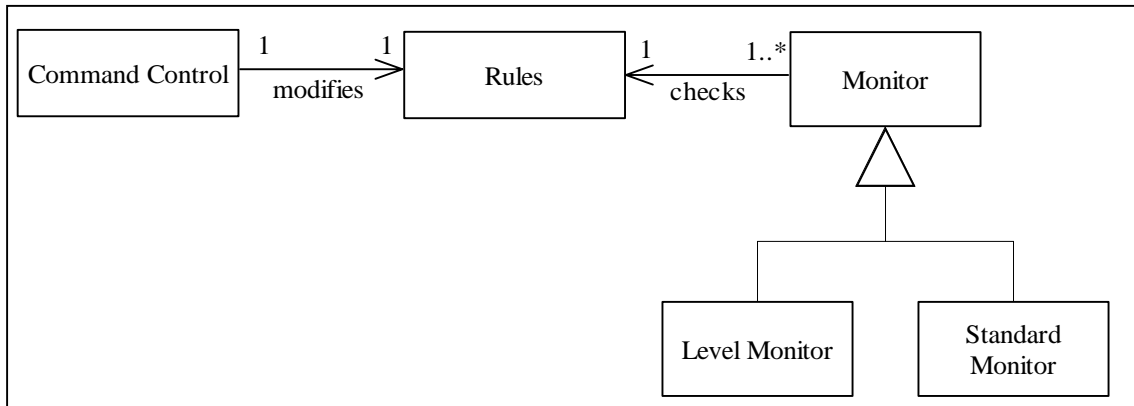 1 1 1 1..*
Command Control Rules Monitor
modifies checks
Level Monitor
Standard
Monitor